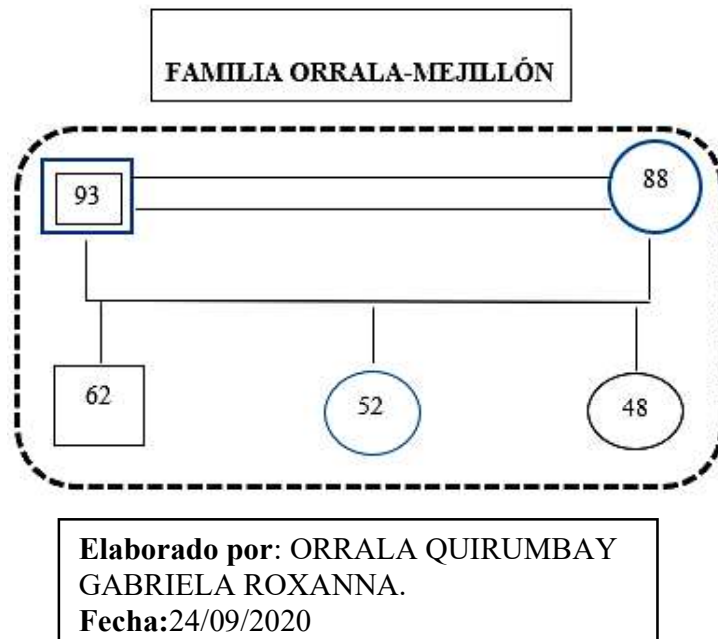 FAMILIA ORRALA-MEJILLÓN
93
88
62
52
48
Elaborado por: ORRALA QUIRUMBAY
GABRIELA ROXANNA.
Fecha:24/09/2020